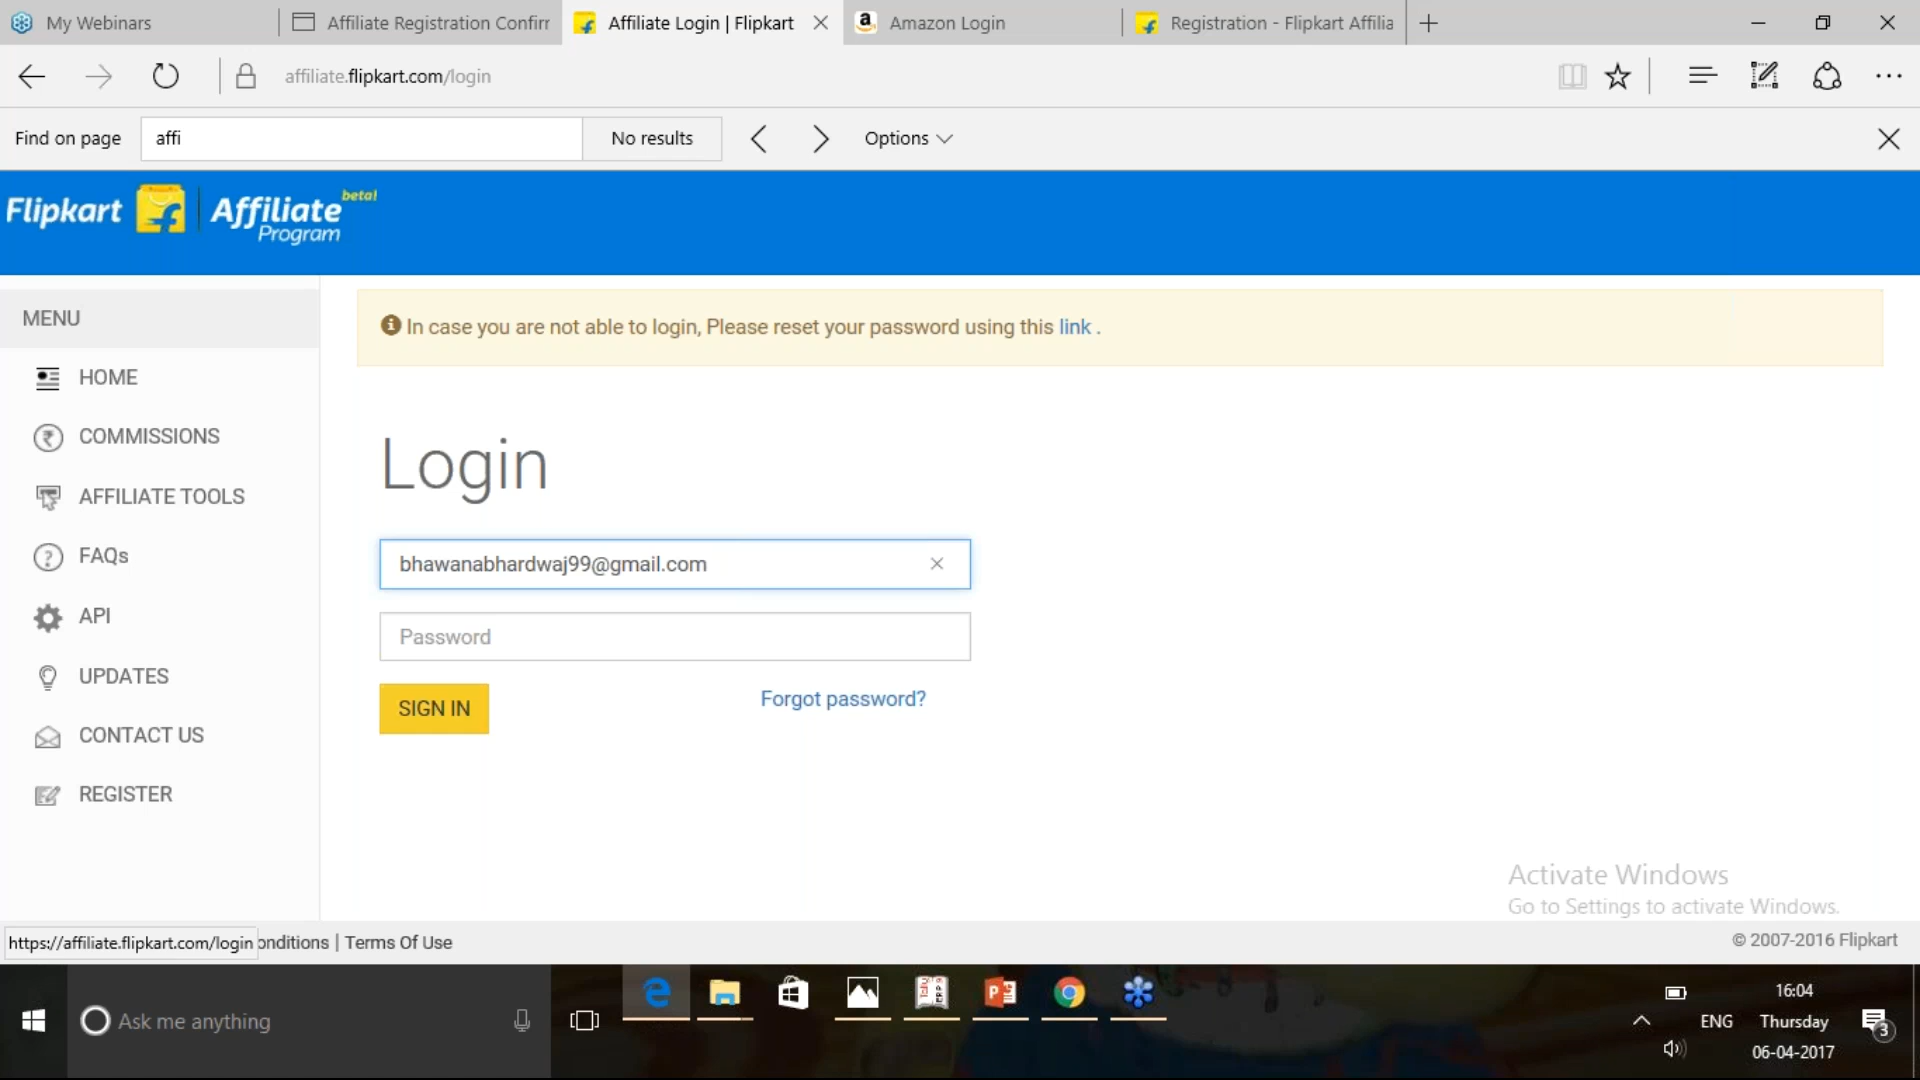 My Webinars
Affiliate Registration Confirr
Affiliate Login | Flipkart
Amazon Login
Registration - Flipkart Affilia
affiliate.flipkart.com/login
Find on page
affi
No results
Options
Flipkart
Affiliate
beta!
Program
MENU
HOME
COMMISSIONS
AFFILIATE TOOLS
FAQs
API
UPDATES
CONTACT US
REGISTER
In case you are not able to login, Please reset your password using this link .
Login
bhawanabhardwaj99@gmail.com
Password
SIGN IN
Forgot password?
Activate Windows
Go to Settings to activate Windows.
https://affiliate.flipkart.com/login onditions | Terms Of Use
© 2007-2016 Flipkart
Ask me anything
16:04
ENG
Thursday
3
06-04-2017